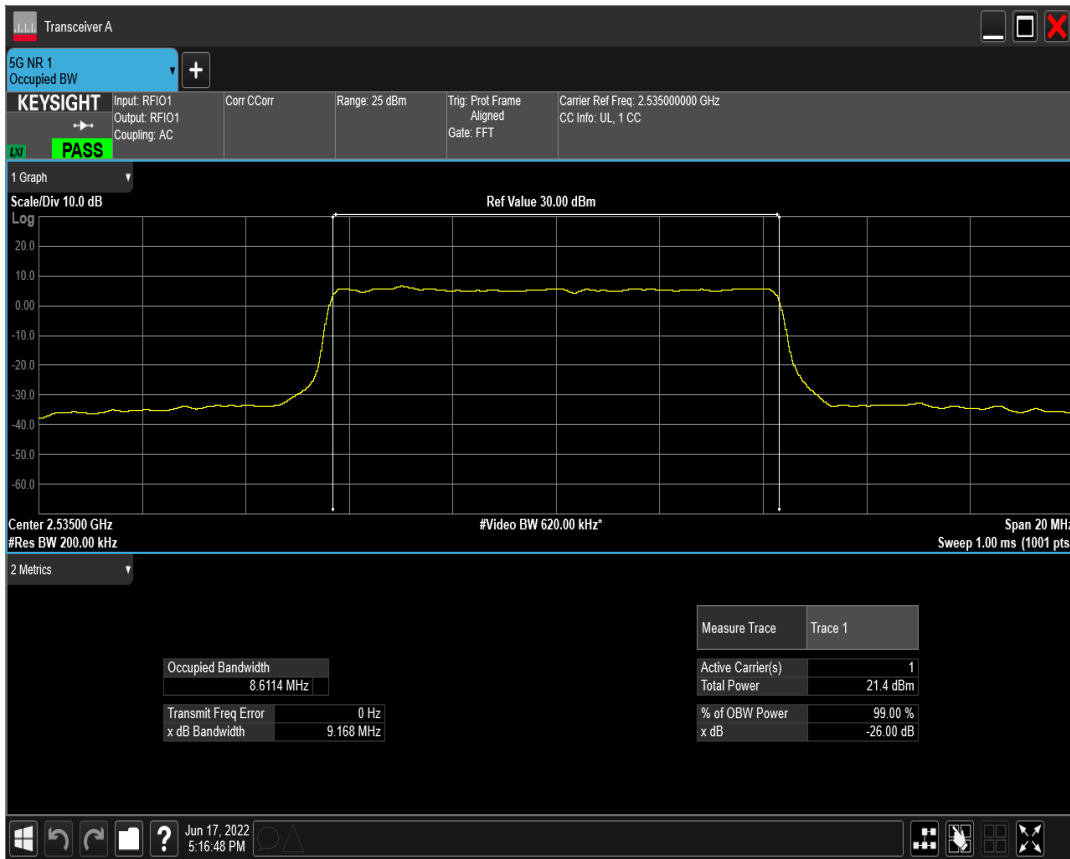 Transceiver A
5G NR 1
Occupied BW
+
KEYSIGHT
LXI
PASS
Input: RFIO1
Output: RFIO1
Coupling: AC
Corr CCorr
Range: 25 dBm
Trig: Prot Frame
Aligned
Gate: FFT
Carrier Ref Freq: 2.535000000 GHz
CC Info: UL, 1 CC
1 Graph
Scale/Div 10.0 dB
Ref Value 30.00 dBm
Log
20.0
10.0
0.00
-10.0
-20.0
-30.0
-40.0
-50.0
-60.0
Center 2.53500 GHz
#Video BW 620.00 kHz*
Span 20 MHz
#Res BW 200.00 kHz
Sweep 1.00 ms (1001 pts
2 Metrics
Measure Trace Trace 1
Occupied Bandwidth
8.6114 MHz
Active Carrier(s) 1
Total Power 21.4 dBm
Transmit Freq Error 0 Hz
x dB Bandwidth 9.168 MHz
% of OBW Power 99.00 %
x dB -26.00 dB
?
Jun 17, 2022
5:16:48 PM